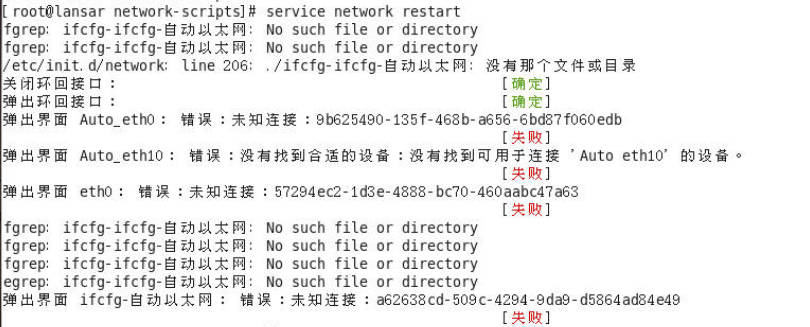 [root@lansar network-scripts]# service network restart
fgrep: ifcfg-ifcfg-自动以太网: No such file or directory
fgrep: ifcfg-ifcfg-自动以太网: No such file or directory
/etc/init.d/network: line 206: ./ifcfg-ifcfg-自动以太网: 没有那个文件或目录
关闭环回接口： [确定]
弹出环回接口： [确定]
弹出界面 Auto_eth0： 错误：未知连接：9b625490-135f-468b-a656-6bd87f060edb
[失败]
弹出界面 Auto_eth10： 错误：没有找到合适的设备：没有找到可用于连接 'Auto eth10' 的设备。
[失败]
弹出界面 eth0： 错误：未知连接：57294ec2-1d3e-4888-bc70-460aabc47a63
[失败]
fgrep: ifcfg-ifcfg-自动以太网: No such file or directory
fgrep: ifcfg-ifcfg-自动以太网: No such file or directory
fgrep: ifcfg-ifcfg-自动以太网: No such file or directory
egrep: ifcfg-ifcfg-自动以太网: No such file or directory
弹出界面 ifcfg-自动以太网： 错误：未知连接：a62638cd-509c-4294-9da9-d5864ad84e49
[失败]